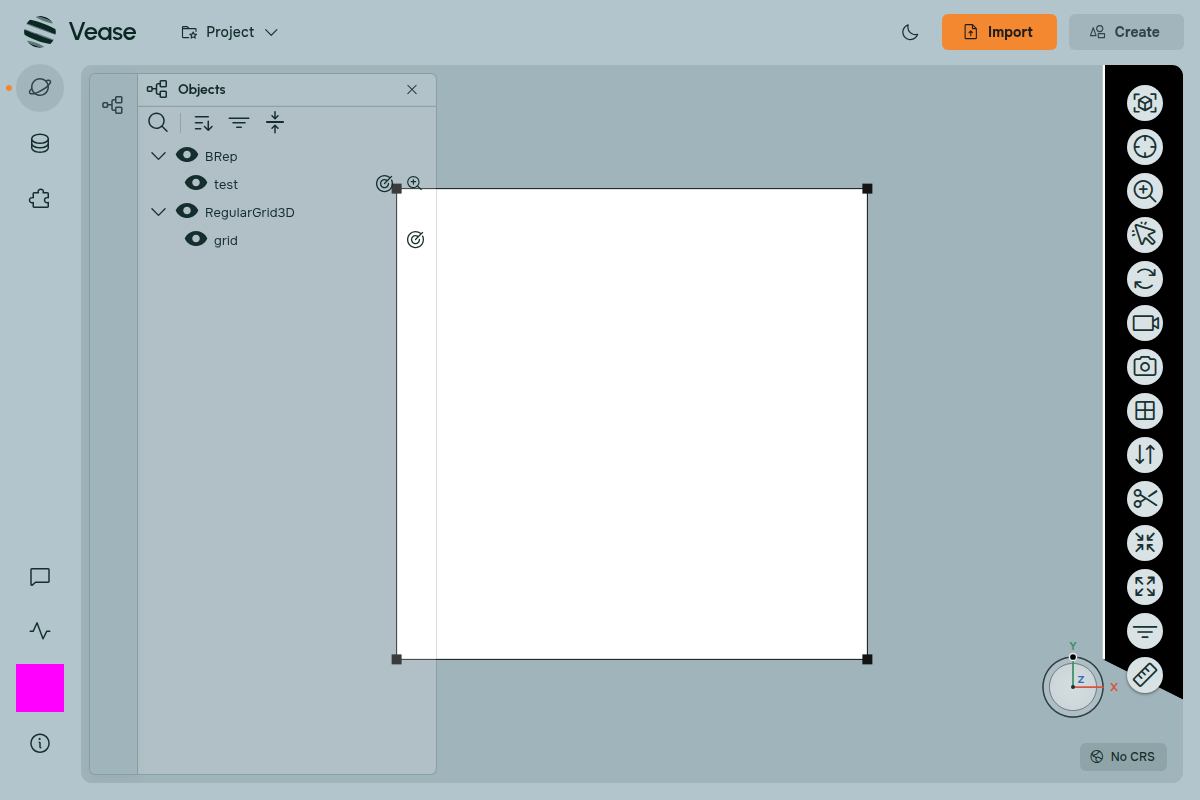 Vease
Project
Import
Create
Objects
BRep
test
RegularGrid3D
grid
Y
Z
X
No CRS